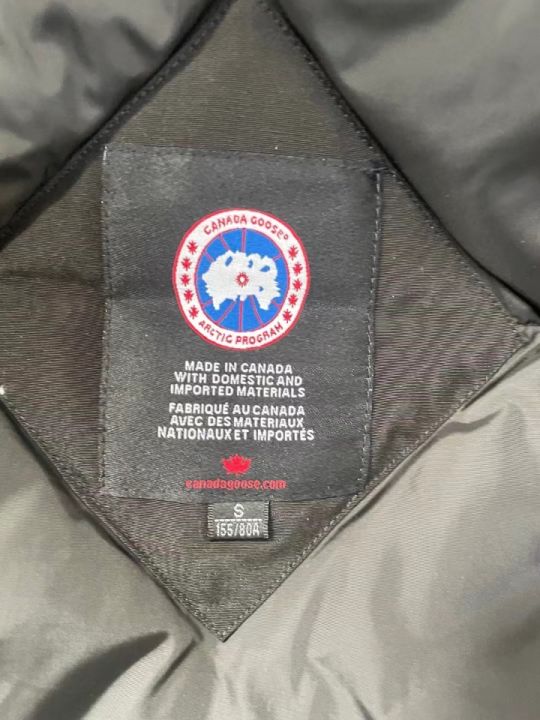 CANADA GOOSE®
ARCTIC PROGRAM
MADE IN CANADA
WITH DOMESTIC AND
IMPORTED MATERIALS
FABRIQUÉ AU CANADA
AVEC DES MATERIAUX
NATIONAUX ET IMPORTÉS
canadagoose.com
S
155/80A